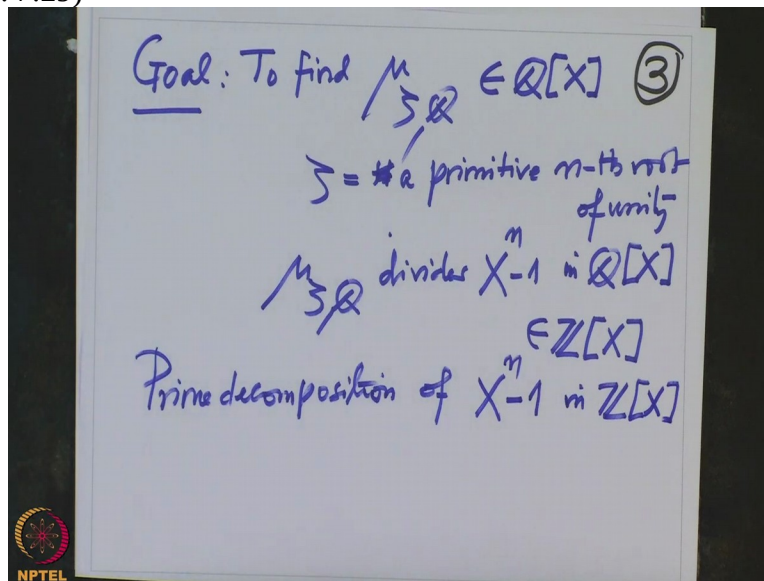 Goal: To find μ_{ζ,ℚ} ∈ ℚ[X] ③
ζ = a primitive n-th root
of unity
μ_{ζ,ℚ} divides X^n-1 in ℚ[X]
∈ ℤ[X]
Prime decomposition of X^n-1 in ℤ[X]
NPTEL